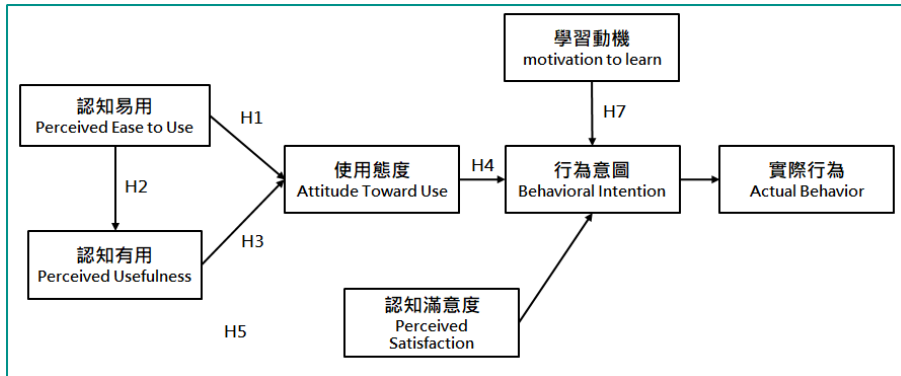 學習動機
motivation to learn
認知易用
Perceived Ease to Use
H1
H7
H2
使用態度
Attitude Toward Use
H4
行為意圖
Behavioral Intention
實際行為
Actual Behavior
認知有用
Perceived Usefulness
H3
認知滿意度
Perceived
Satisfaction
H5